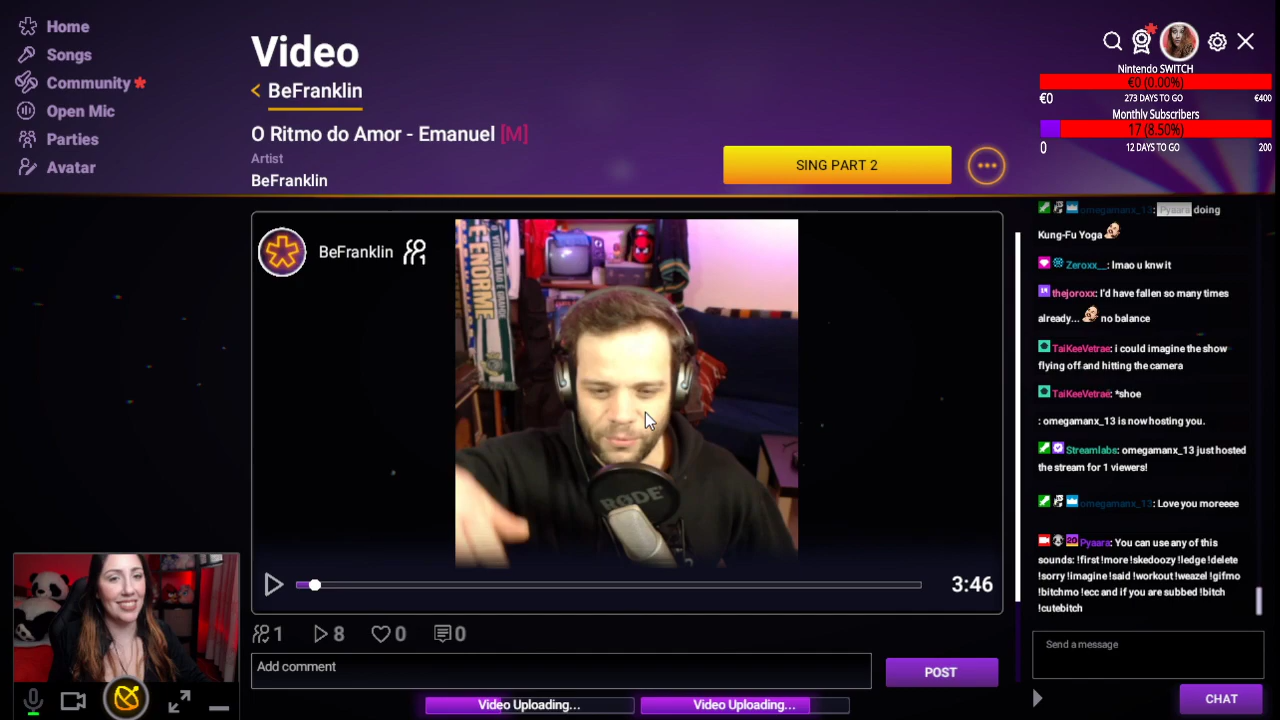 Home
Songs
Community
Open Mic
Parties
Avatar
Video
< BeFranklin
O Ritmo do Amor - Emanuel [M]
Artist
BeFranklin
SING PART 2
Nintendo SWITCH
€0 (0.00%)
€0 273 DAYS TO GO €400
Monthly Subscribers
17 (8.50%)
0 12 DAYS TO GO 200
BeFranklin
ENORME
RØDE
3:46
1 8 0 0
Add comment
POST
Video Uploading...
Video Uploading...
omegamanx_13: Pyaara doing
Kung-Fu Yoga
Zeroxx__: lmao u knw it
thejoroxx: I'd have fallen so many times
already... no balance
TaiKeeVetrae: i could imagine the show
flying off and hitting the camera
TaiKeeVetrae: *shoe
: omegamanx_13 is now hosting you.
Streamlabs: omegamanx_13 just hosted
the stream for 1 viewers!
omegamanx_13: Love you moreeee
Pyaara: You can use any of this
sounds: !first !more !skedoozy !ledge !delete
!sorry !imagine !said !workout !weazel !gifmo
!bitchmo !ecc and if you are subbed !bitch
!cutebitch
Send a message
CHAT